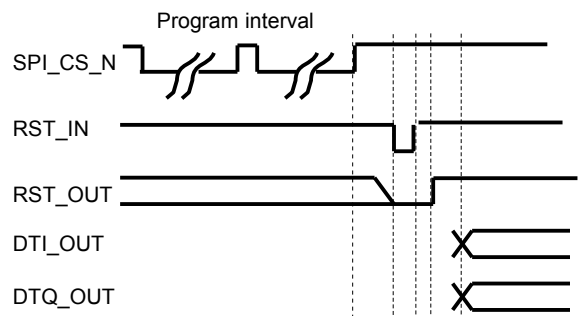 Program interval
SPI_CS_N
RST_IN
RST_OUT
DTI_OUT
DTQ_OUT